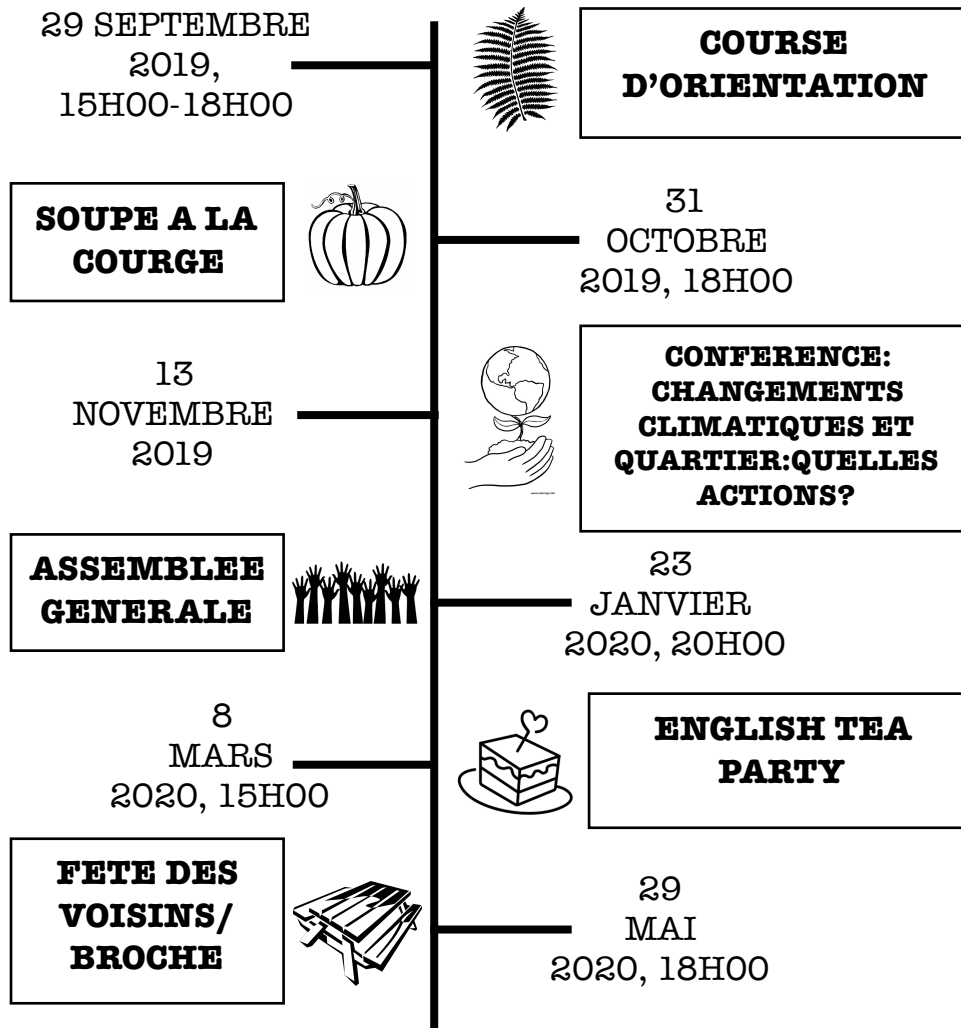 29 SEPTEMBRE
2019,
15H00-18H00
COURSE
D'ORIENTATION
SOUPE A LA
COURGE
31
OCTOBRE
2019, 18H00
13
NOVEMBRE
2019
CONFERENCE:
CHANGEMENTS
CLIMATIQUES ET
QUARTIER:QUELLES
ACTIONS?
ASSEMBLEE
GENERALE
23
JANVIER
2020, 20H00
8
MARS
2020, 15H00
ENGLISH TEA
PARTY
FETE DES
VOISINS/
BROCHE
29
MAI
2020, 18H00